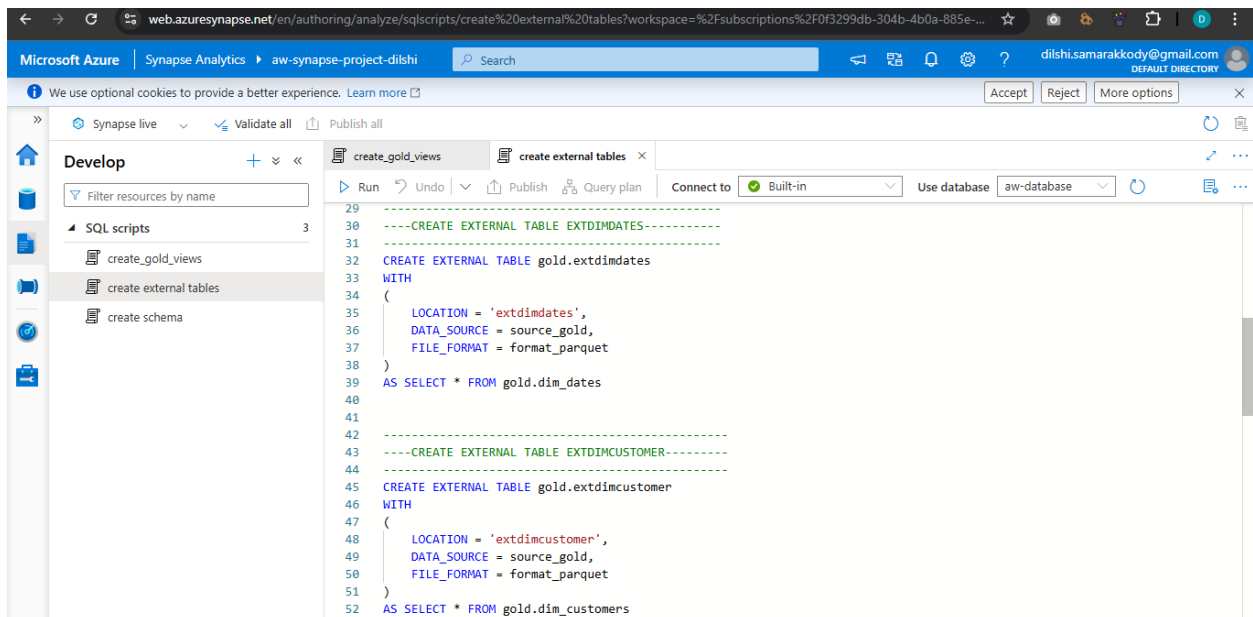 web.azuresynapse.net/en/authoring/analyze/sqlscripts/create%20external%20tables?workspace=%2Fsubscriptions%2F0f3299db-304b-4b0a-885e-... D
Microsoft Azure Synapse Analytics aw-synapse-project-dilshi Search ? dilshi.samarakkody@gmail.com
DEFAULT DIRECTORY
We use optional cookies to provide a better experience. Learn more Accept Reject More options
Synapse live Validate all Publish all
Develop
Filter resources by name
SQL scripts 3
create_gold_views
create external tables
create schema
create_gold_views create external tables
Run Undo Publish Query plan Connect to Built-in Use database aw-database
29 -------------------------------------------------
30 ----CREATE EXTERNAL TABLE EXTDIMDATES-----------
31 -------------------------------------------------
32 CREATE EXTERNAL TABLE gold.extdimdates
33 WITH
34 (
35 LOCATION = 'extdimdates',
36 DATA_SOURCE = source_gold,
37 FILE_FORMAT = format_parquet
38 )
39 AS SELECT * FROM gold.dim_dates
40
41
42 --------------------------------------------------
43 ----CREATE EXTERNAL TABLE EXTDIMCUSTOMER---------
44 --------------------------------------------------
45 CREATE EXTERNAL TABLE gold.extdimcustomer
46 WITH
47 (
48 LOCATION = 'extdimcustomer',
49 DATA_SOURCE = source_gold,
50 FILE_FORMAT = format_parquet
51 )
52 AS SELECT * FROM gold.dim_customers